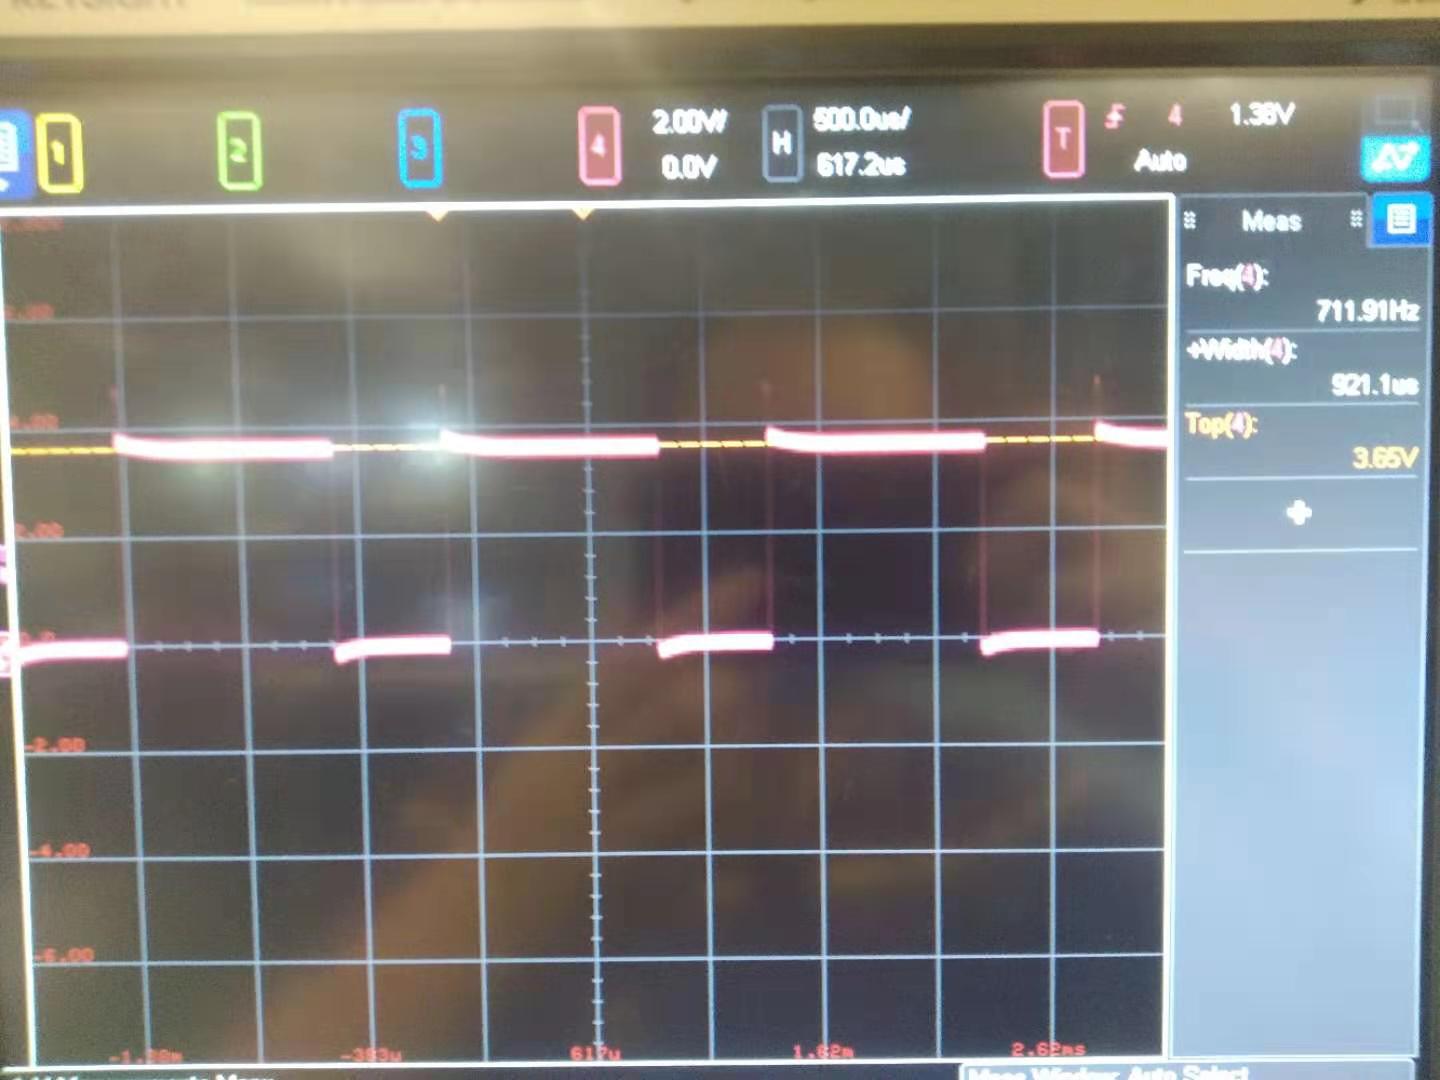 KEYSIGHT
1 2 3 4 2.00V/ H 500.0us/ T 4 1.38V
0.0V 617.2us Auto
Meas
Freq(4):
711.91Hz
+Width(4):
921.1us
Top(4):
3.65V
4.00
2.00
-2.00
-4.00
-6.00
-1.38m -383u 617u 1.62m 2.62ms
Meas Window: Auto Select